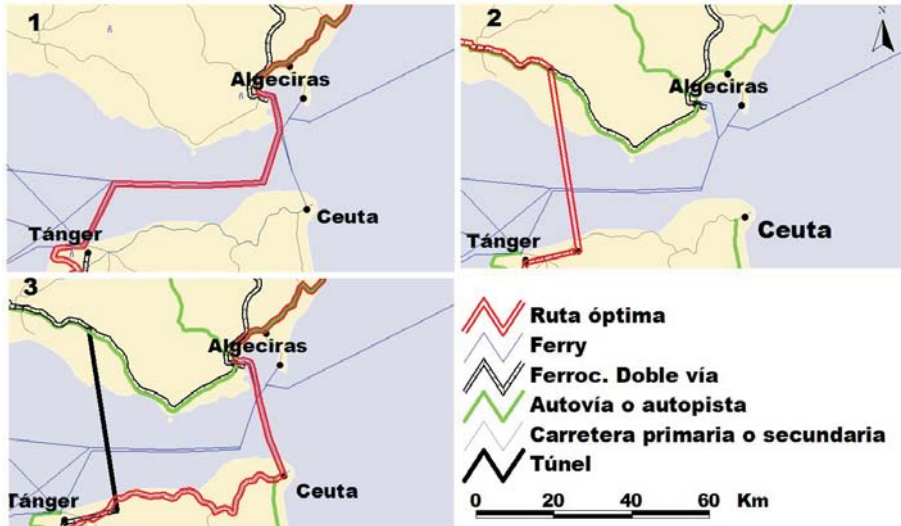 1
Algeciras
Tánger
Ceuta
2
N
Algeciras
Tánger
Ceuta
3
Algeciras
Tánger
Ceuta
Ruta óptima
Ferry
Ferroc. Doble vía
Autovía o autopista
Carretera primaria o secundaria
Túnel
0 20 40 60 Km